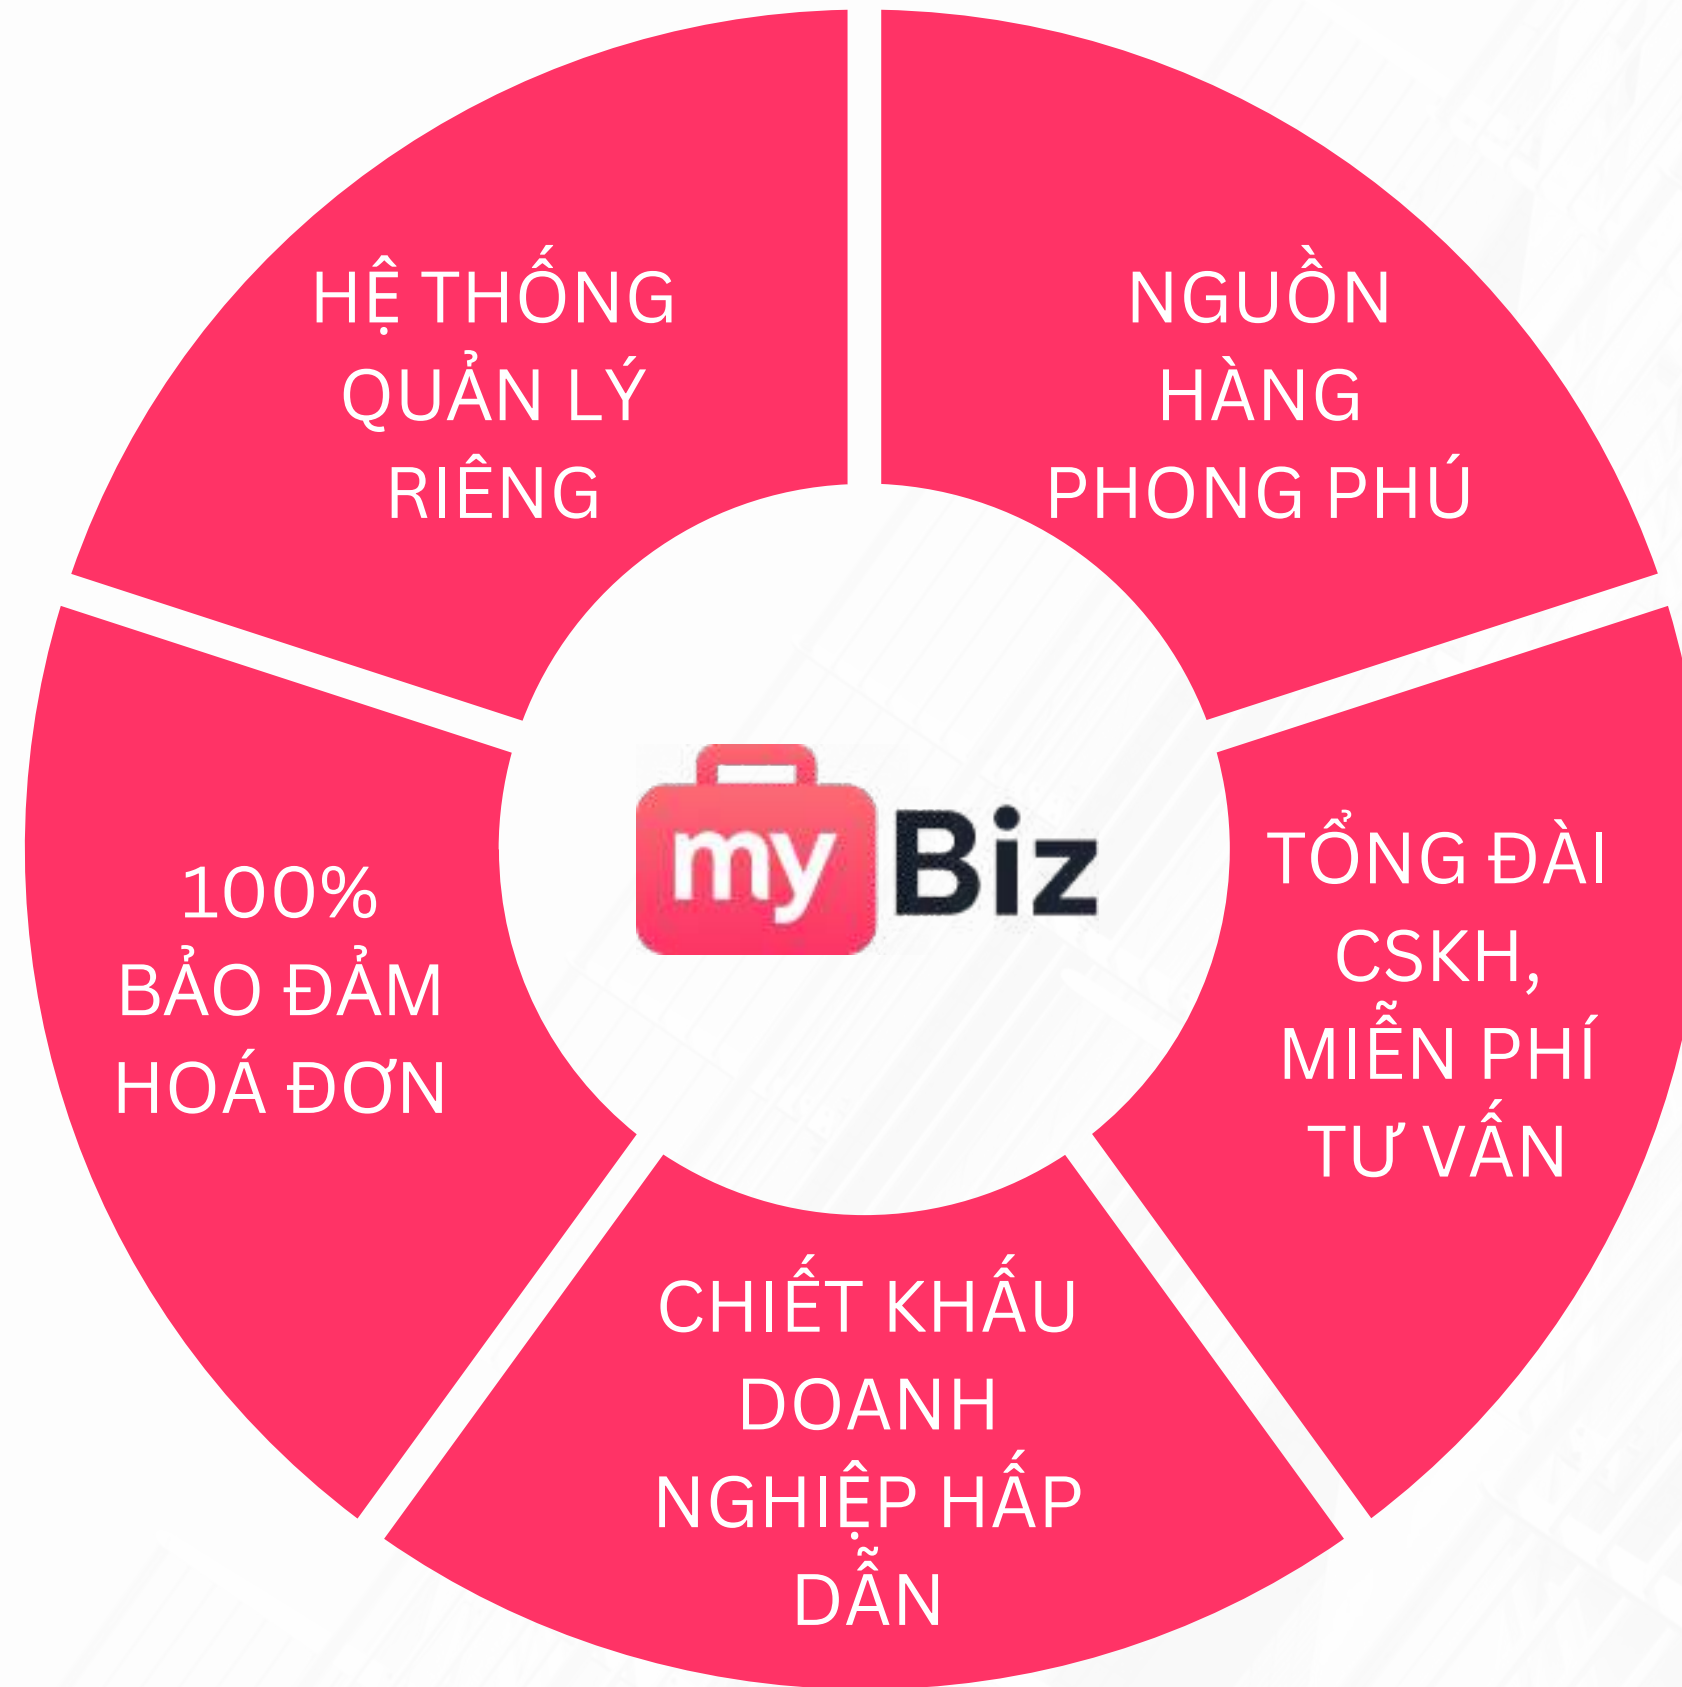 HỆ THỐNG
QUẢN LÝ
RIÊNG
NGUỒN
HÀNG
PHONG PHÚ
my Biz
100%
BẢO ĐẢM
HOÁ ĐƠN
TỔNG ĐÀI
CSKH,
MIỄN PHÍ
TƯ VẤN
CHIẾT KHẤU
DOANH
NGHIỆP HẤP
DẪN